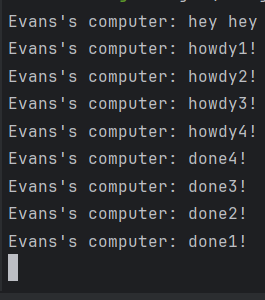 Evans's computer: hey hey
Evans's computer: howdy1!
Evans's computer: howdy2!
Evans's computer: howdy3!
Evans's computer: howdy4!
Evans's computer: done4!
Evans's computer: done3!
Evans's computer: done2!
Evans's computer: done1!